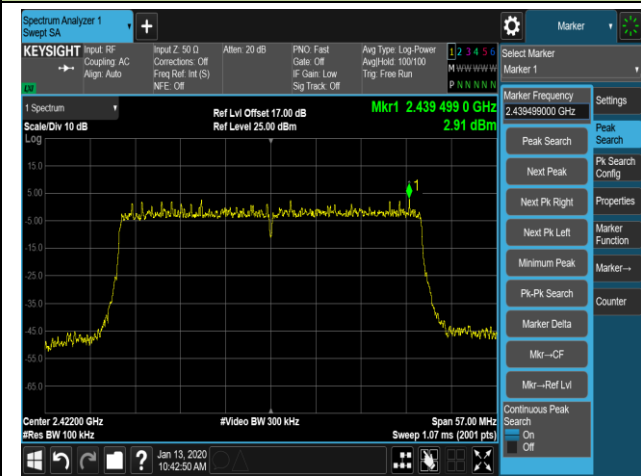 Spectrum Analyzer 1
Swept SA
+
Marker
KEYSIGHT
Input: RF
Coupling: AC
Align: Auto
Input Z: 50 Ω
Corrections: Off
Freq Ref: Int (S)
NFE: Off
Atten: 20 dB
PNO: Fast
Gate: Off
IF Gain: Low
Sig Track: Off
Avg Type: Log-Power
Avg|Hold: 100/100
Trig: Free Run
1 2 3 4 5 6
M W W W W W
P N N N N N
Select Marker
Marker 1
1 Spectrum
Scale/Div 10 dB
Log
Ref Lvl Offset 17.00 dB
Ref Level 25.00 dBm
Mkr1 2.439 499 0 GHz
2.91 dBm
15.0
5.00
-5.00
-15.0
-25.0
-35.0
-45.0
-55.0
-65.0
1
Center 2.42200 GHz
#Res BW 100 kHz
#Video BW 300 kHz
Span 57.00 MHz
Sweep 1.07 ms (2001 pts)
Marker Frequency
2.439499000 GHz
Peak Search
Next Peak
Next Pk Right
Next Pk Left
Minimum Peak
Pk-Pk Search
Marker Delta
Mkr→CF
Mkr→Ref Lvl
Continuous Peak
Search
On
Off
Settings
Peak
Search
Pk Search
Config
Properties
Marker
Function
Marker→
Counter
?
Jan 13, 2020
10:42:50 AM